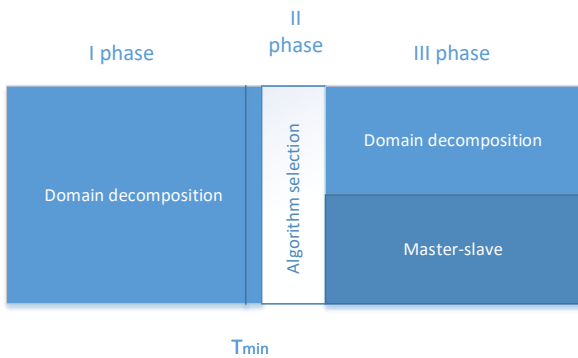 II
phase
I phase
III phase
Domain decomposition
Algorithm selection
Domain decomposition
Master-slave
Tmin